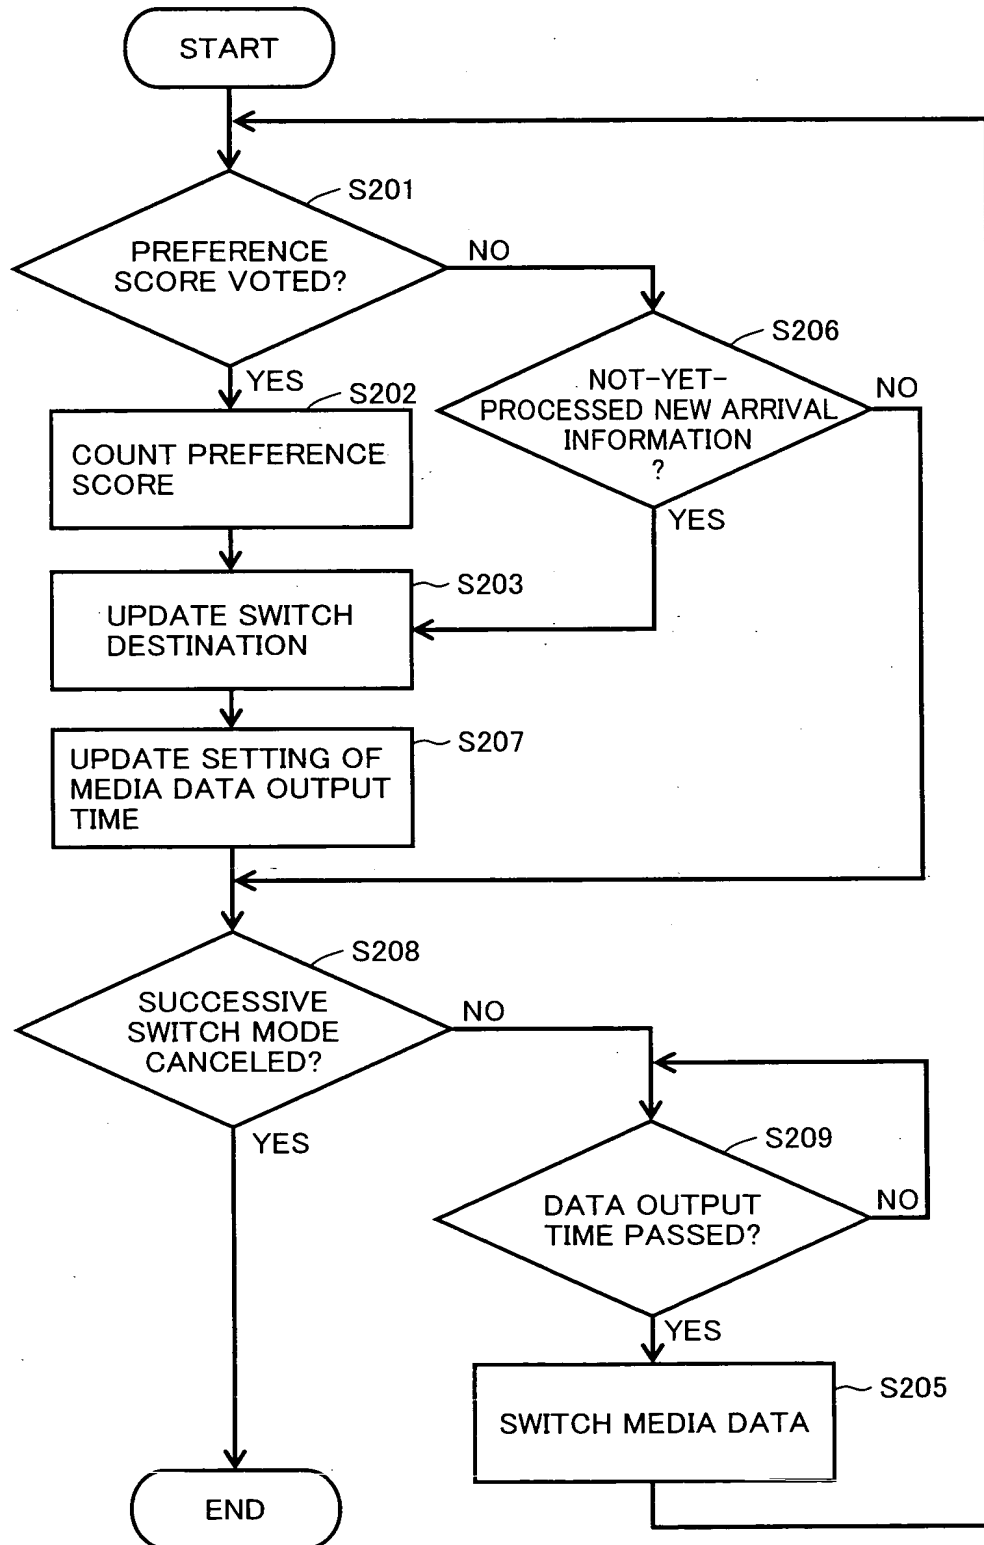 START
S201
PREFERENCE
SCORE VOTED?
NO
S206
NOT-YET-
PROCESSED NEW ARRIVAL
INFORMATION
?
NO
YES
YES
S202
COUNT PREFERENCE
SCORE
S203
UPDATE SWITCH
DESTINATION
S207
UPDATE SETTING OF
MEDIA DATA OUTPUT
TIME
S208
SUCCESSIVE
SWITCH MODE
CANCELED?
NO
YES
S209
DATA OUTPUT
TIME PASSED?
NO
YES
S205
SWITCH MEDIA DATA
END